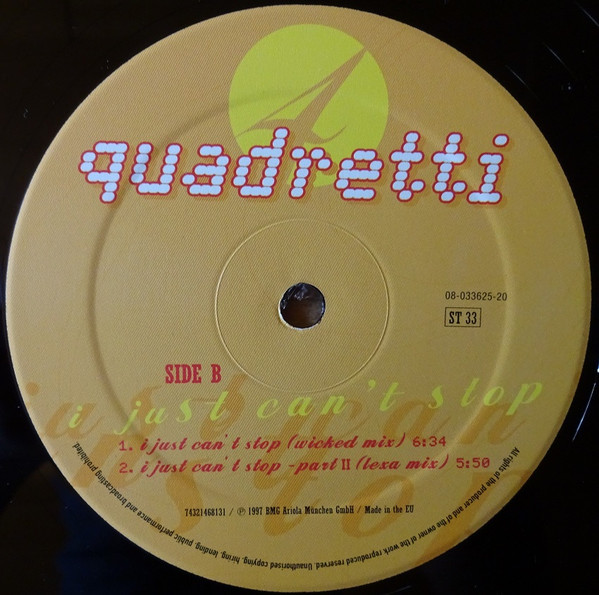 4
quadretti
08-033625-20
ST 33
SIDE B
i just can't stop
1. i just can't stop (wicked mix) 6:34
2. i just can't stop -part II (lexa mix) 5:50
74321468131 / ℗ 1997 BMG Ariola München GmbH / Made in the EU
All rights of the producer and of the owner of the work reproduced reserved. Unauthorised copying, hiring, lending, public performance and broadcasting prohibited